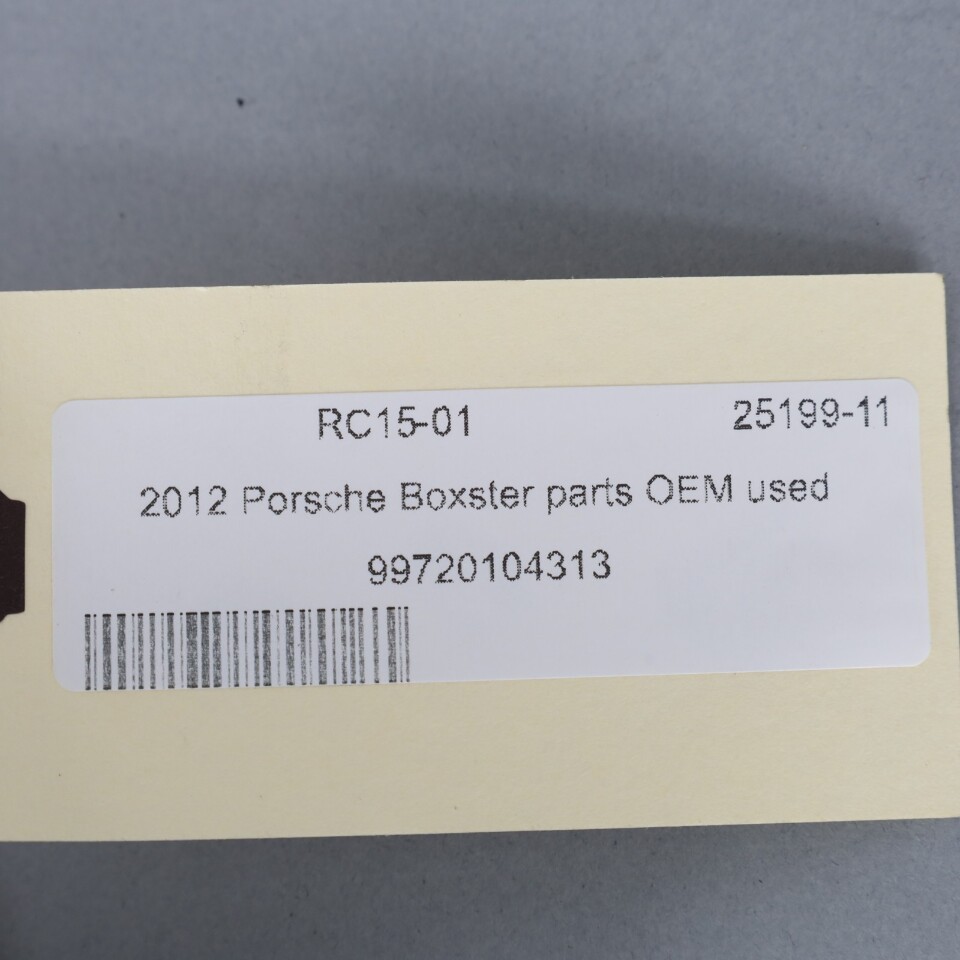 RC15-01 25199-11
2012 Porsche Boxster parts OEM used
99720104313